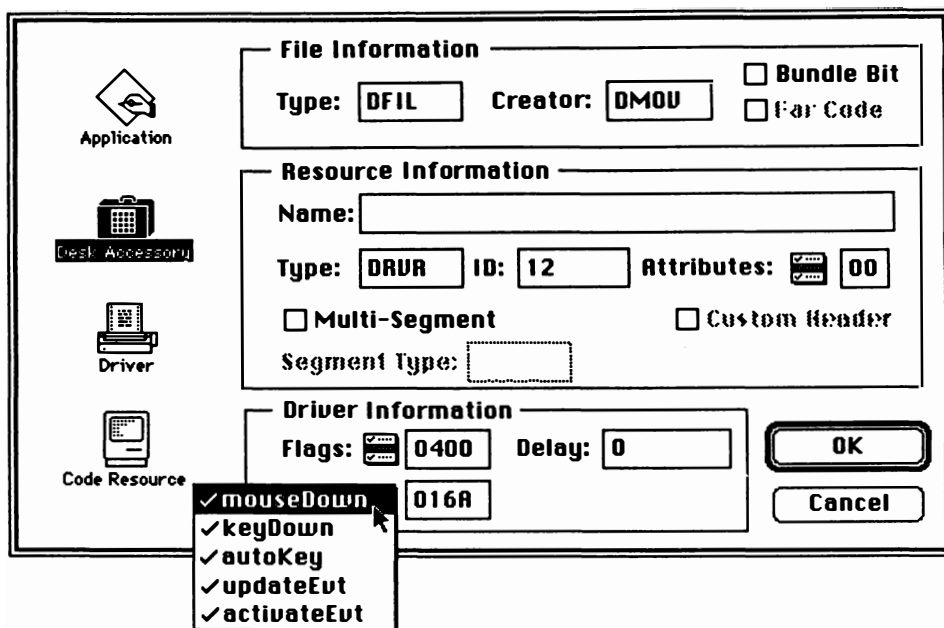 File Information
Type: DFIL Creator: DMOV
Bundle Bit
Far Code
Application
Resource Information
Name:
Desk Accessory
Type: DRVR ID: 12 Attributes: 00
Multi-Segment Custom Header
Segment Type:
Driver
Driver Information
Flags: 0400 Delay: 0 OK
Code Resource
016A Cancel
✓mouseDown
✓keyDown
✓autoKey
✓updateEvt
✓activateEvt